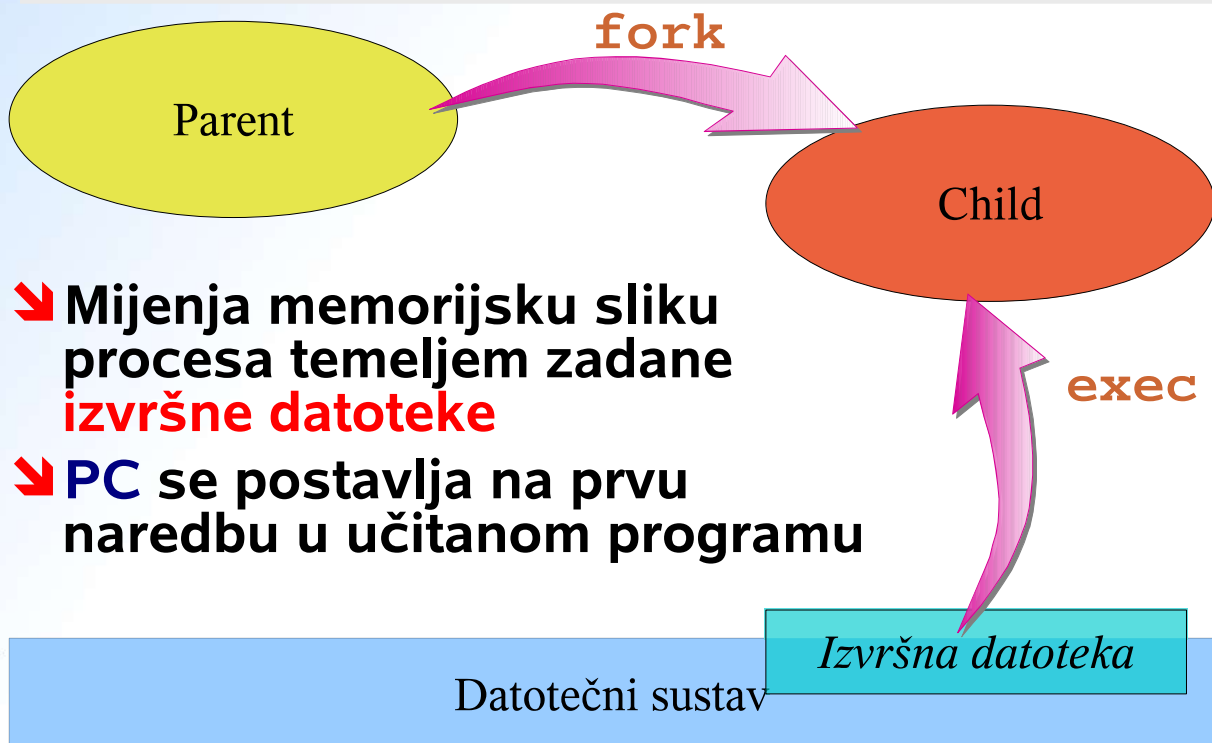 fork
Parent
Child
Mijenja memorijsku sliku
procesa temeljem zadane
izvršne datoteke
exec
PC se postavlja na prvu
naredbu u učitanom programu
Izvršna datoteka
Datotečni sustav